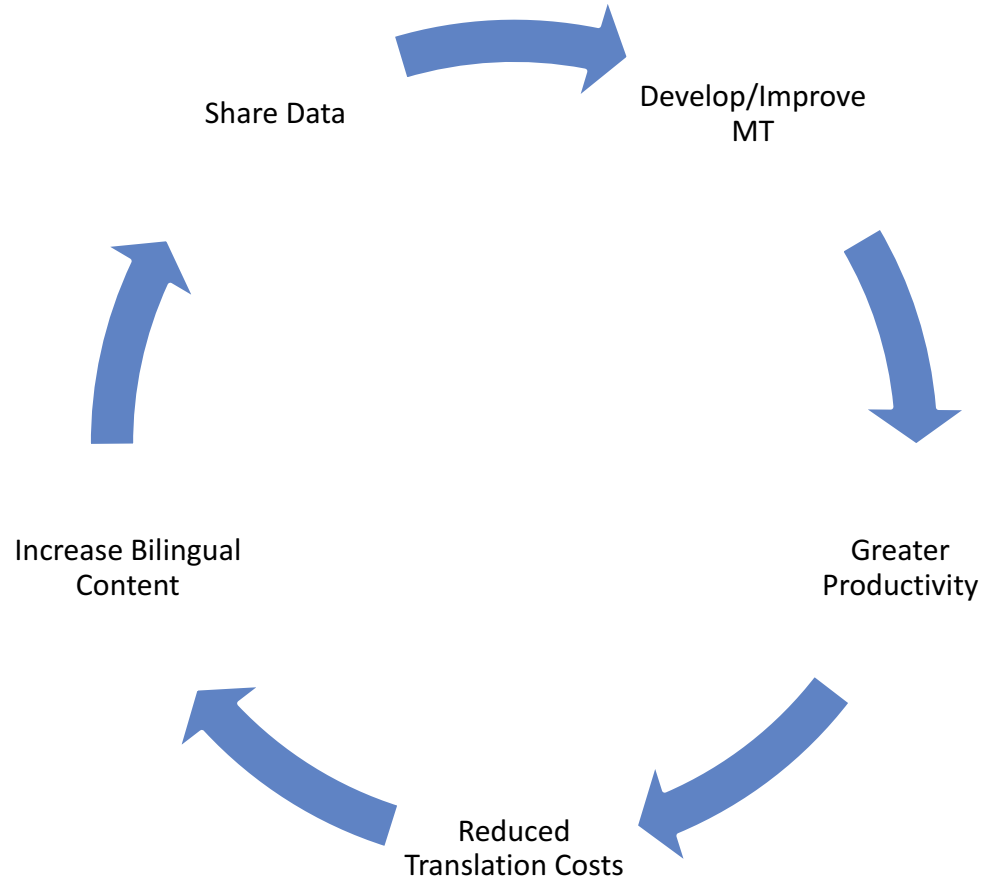 Share Data
Develop/Improve
MT
Greater
Productivity
Reduced
Translation Costs
Increase Bilingual
Content